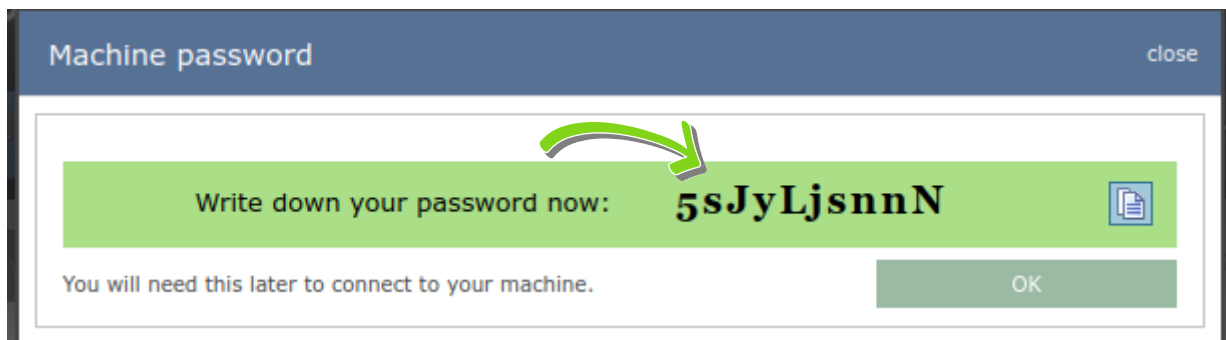 Machine password close
Write down your password now: 5sJyLjsnnN
You will need this later to connect to your machine. OK